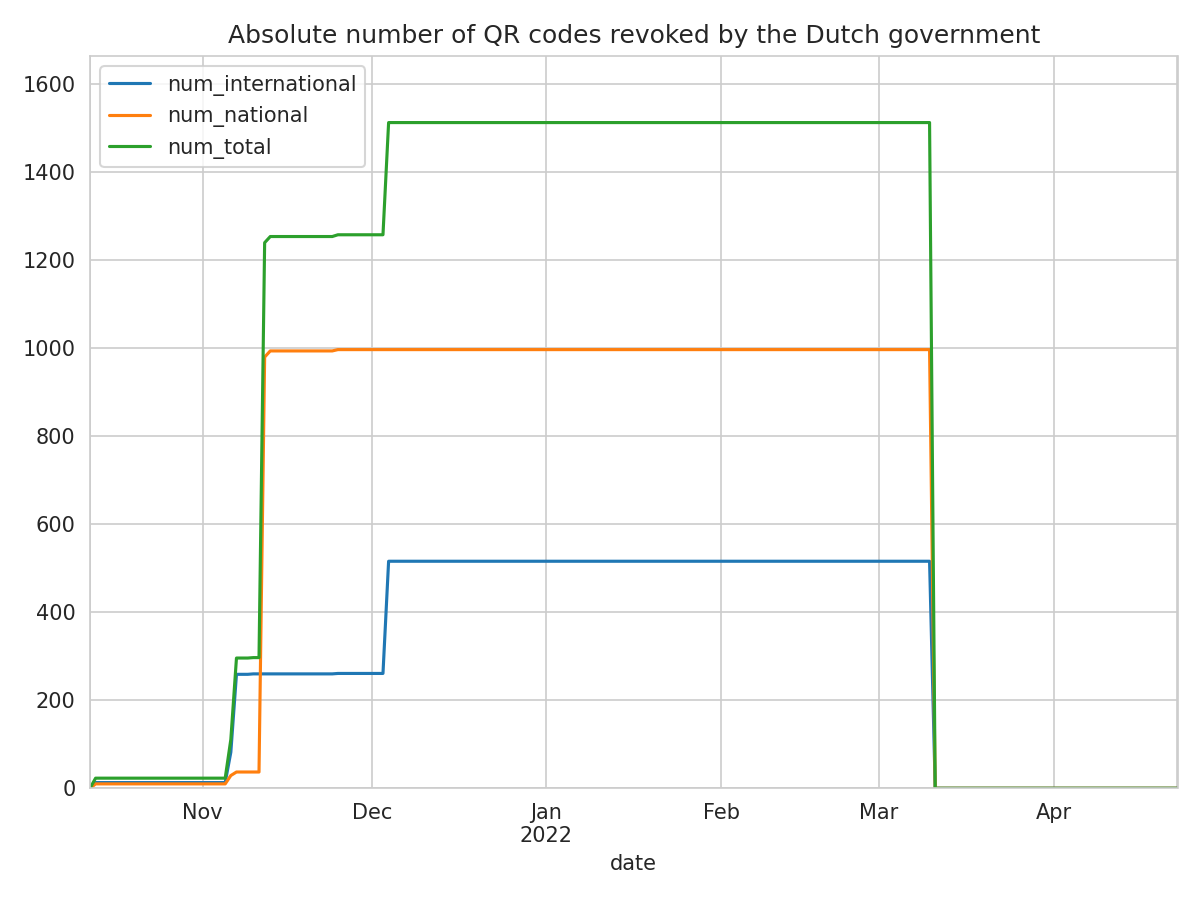 Absolute number of QR codes revoked by the Dutch government
num_international
num_national
num_total
1600
1400
1200
1000
800
600
400
200
0
Nov
Dec
Jan
2022
Feb
Mar
Apr
date